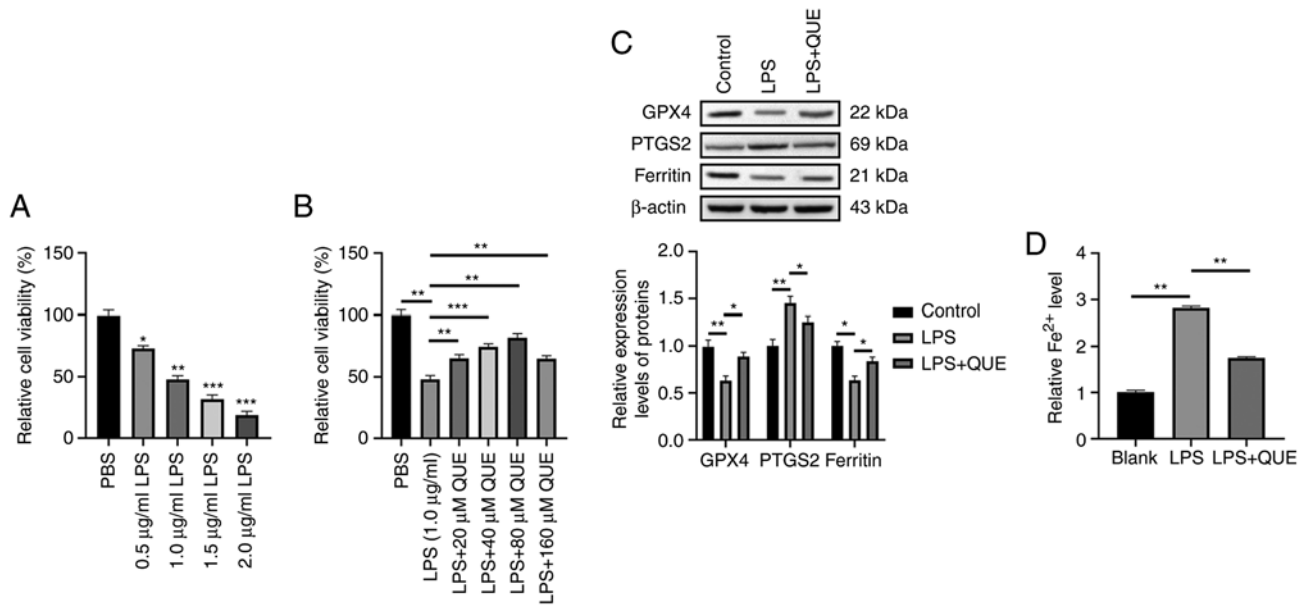 A
Relative cell viability (%)
150
100
50
0
*
**
***
***
PBS
0.5 µg/ml LPS
1.0 µg/ml LPS
1.5 µg/ml LPS
2.0 µg/ml LPS
B
Relative cell viability (%)
150
100
50
0
**
**
**
***
**
PBS
LPS (1.0 µg/ml)
LPS+20 µM QUE
LPS+40 µM QUE
LPS+80 µM QUE
LPS+160 µM QUE
C
Control
LPS
LPS+QUE
GPX4 22 kDa
PTGS2 69 kDa
Ferritin 21 kDa
β-actin 43 kDa
Relative expression
levels of proteins
2.0
1.5
1.0
0.5
0.0
**
*
**
*
*
*
GPX4 PTGS2 Ferritin
Control
LPS
LPS+QUE
D
Relative Fe²⁺ level
4
3
2
1
0
**
**
Blank LPS LPS+QUE